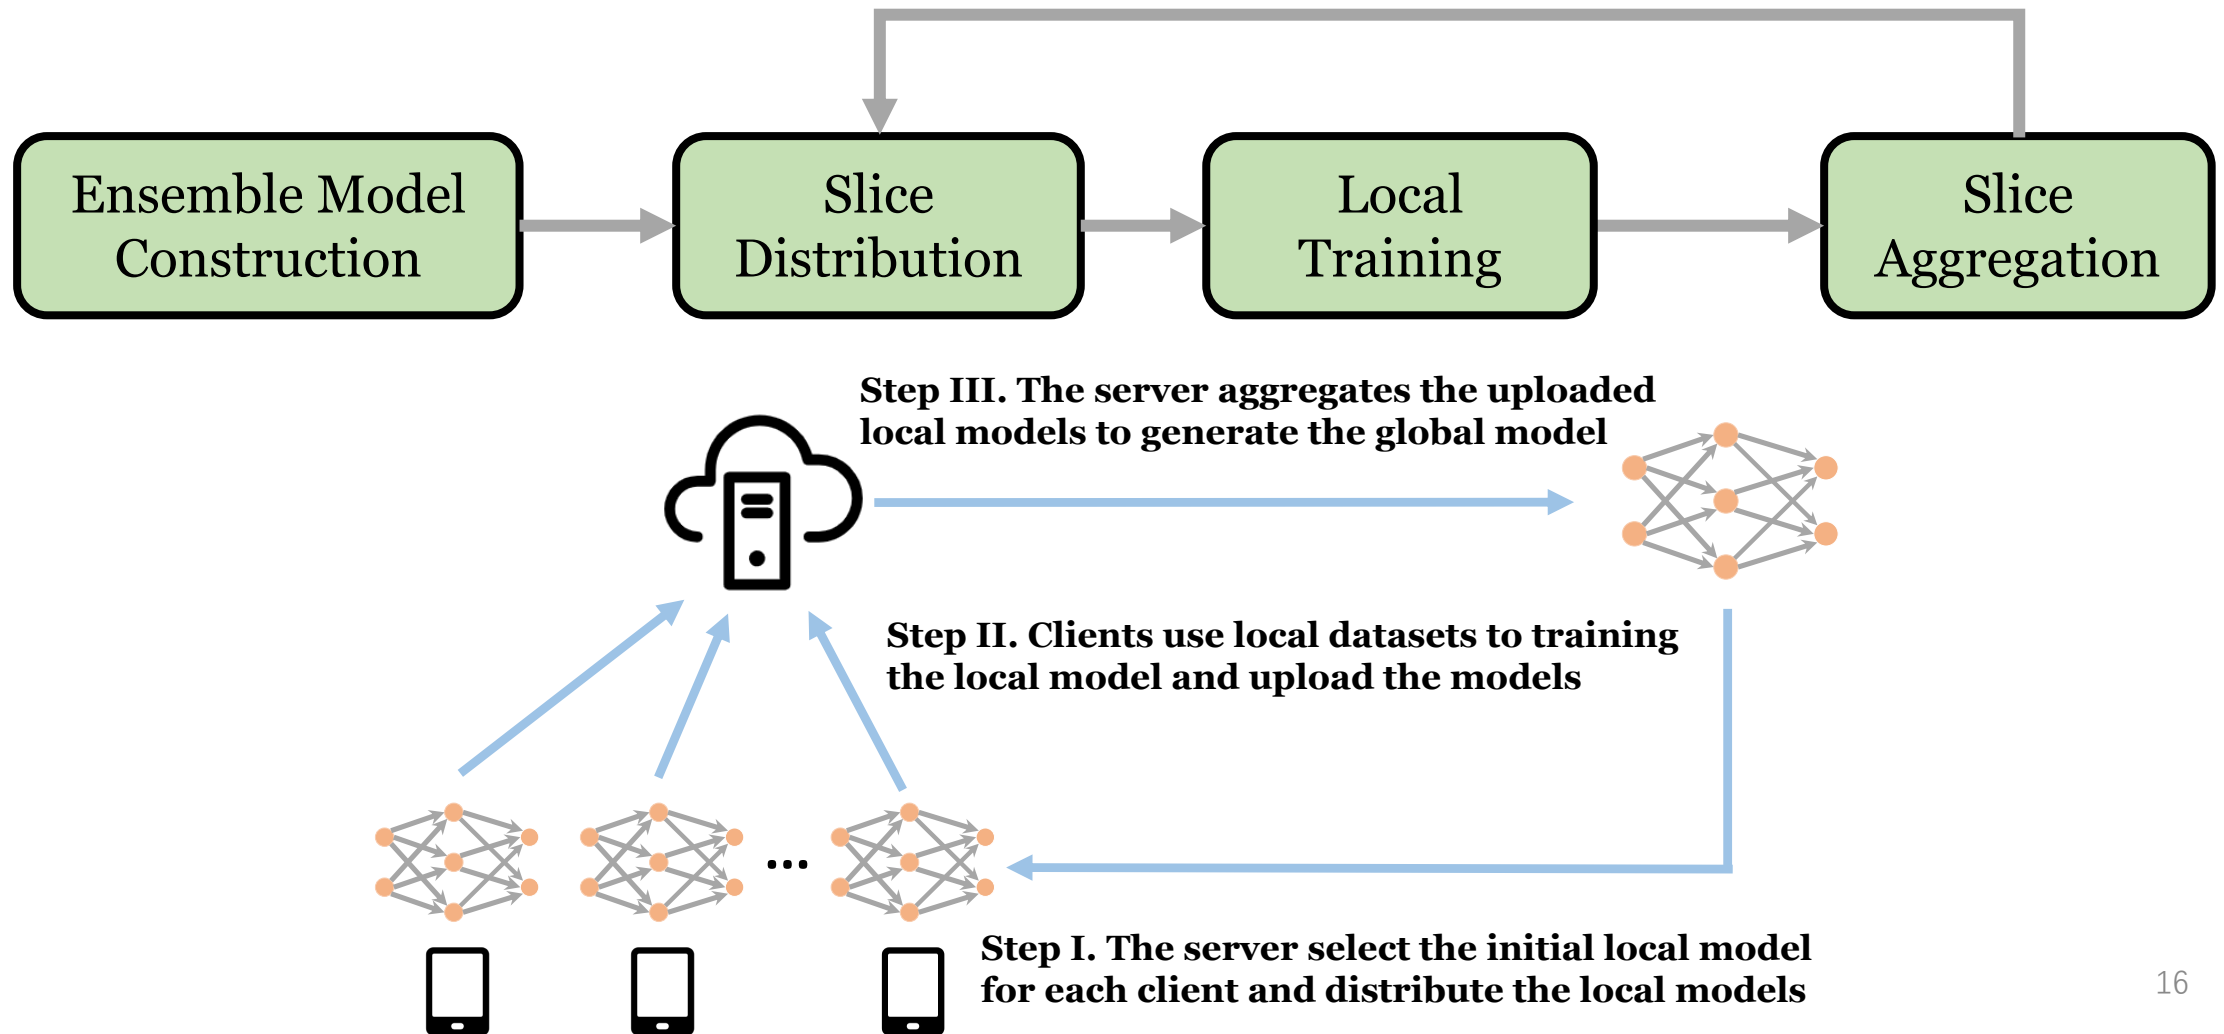 Ensemble Model
Construction
Slice
Distribution
Local
Training
Slice
Aggregation
Step III. The server aggregates the uploaded
local models to generate the global model
Step II. Clients use local datasets to training
the local model and upload the models
...
Step I. The server select the initial local model
for each client and distribute the local models
16